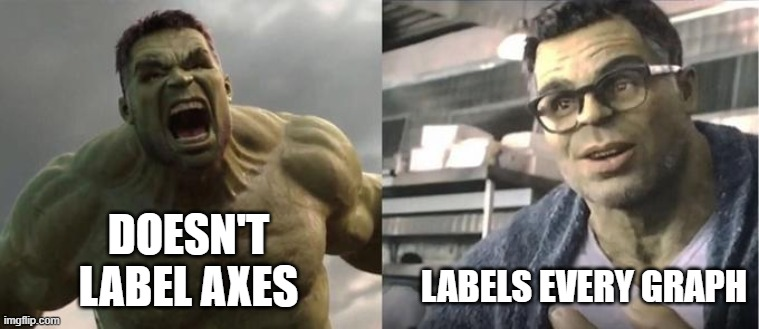 DOESN'T
LABEL AXES
LABELS EVERY GRAPH
imgflip.com